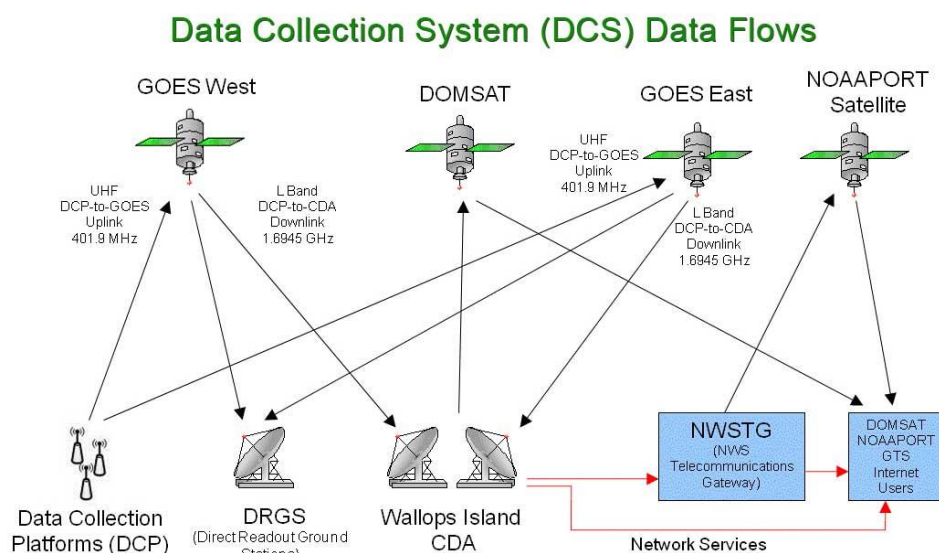 Data Collection System (DCS) Data Flows
GOES West
DOMSAT
GOES East
NOAAPORT
Satellite
UHF
DCP-to-GOES
Uplink
401.9 MHz
L Band
DCP-to-CDA
Downlink
1.6945 GHz
UHF
DCP-to-GOES
Uplink
401.9 MHz
L Band
DCP-to-CDA
Downlink
1.6945 GHz
Data Collection
Platforms (DCP)
DRGS
(Direct Readout Ground
Stations)
Wallops Island
CDA
NWSTG
(NWS
Telecommunications
Gateway)
DOMSAT
NOAAPORT
GTS
Internet
Users
Network Services